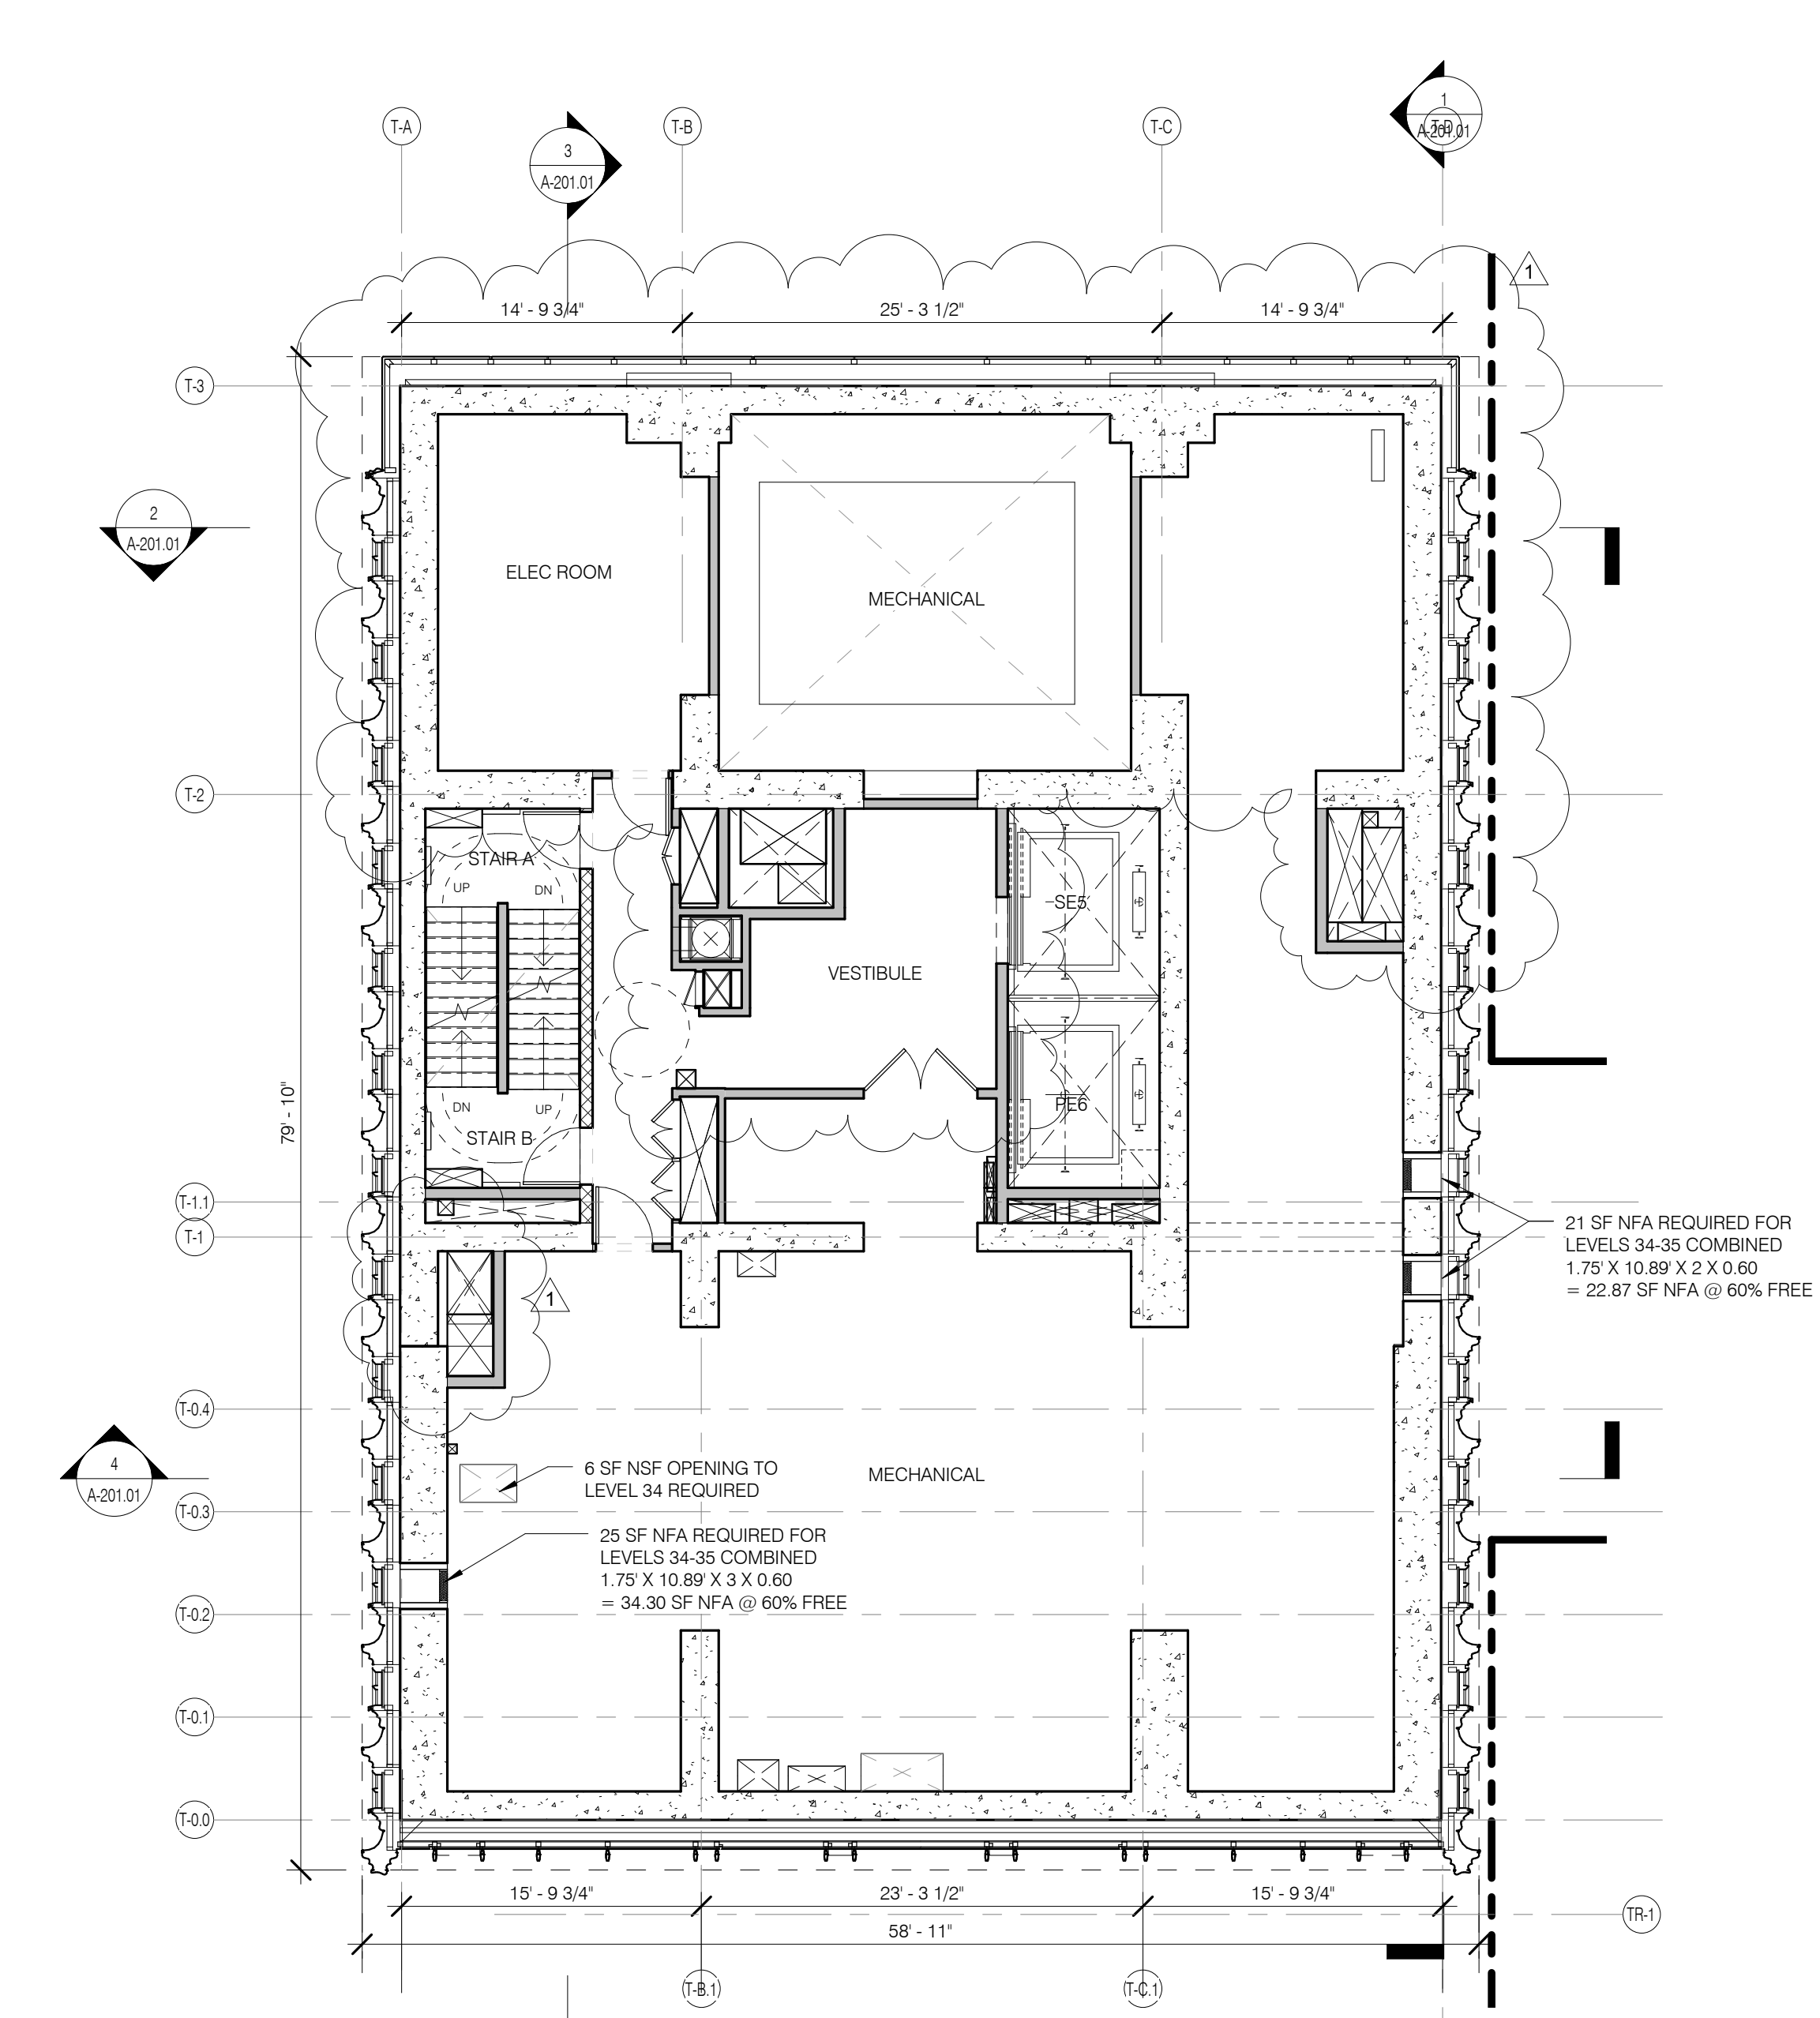 1
A-201.01
T-A
T-B
T-C
T-D
3
A-201.01
1
14' - 9 3/4"
25' - 3 1/2"
14' - 9 3/4"
T-3
2
A-201.01
ELEC ROOM
MECHANICAL
T-2
STAIR A
UP
DN
SE5
VESTIBULE
79' - 10"
DN
UP
PE6
STAIR B
T-1.1
T-1
21 SF NFA REQUIRED FOR
LEVELS 34-35 COMBINED
1.75' X 10.89' X 2 X 0.60
= 22.87 SF NFA @ 60% FREE
1
T-0.4
4
A-201.01
6 SF NSF OPENING TO
LEVEL 34 REQUIRED
MECHANICAL
T-0.3
25 SF NFA REQUIRED FOR
LEVELS 34-35 COMBINED
1.75' X 10.89' X 3 X 0.60
= 34.30 SF NFA @ 60% FREE
T-0.2
T-0.1
T-0.0
15' - 9 3/4"
23' - 3 1/2"
15' - 9 3/4"
TR-1
58' - 11"
T-B.1
T-C.1